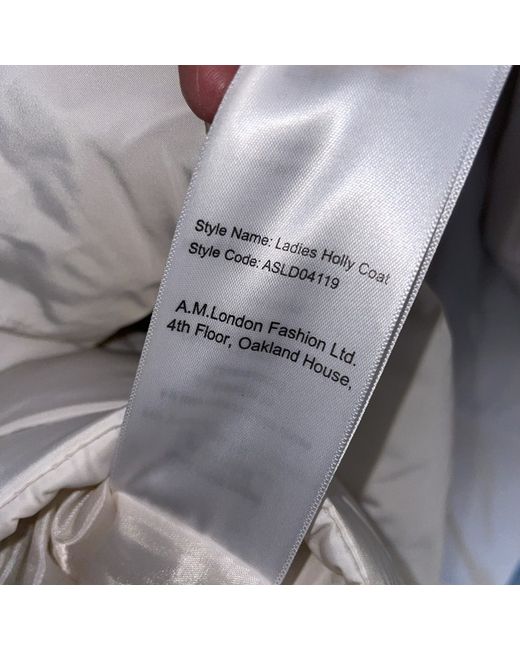 Style Name: Ladies Holly Coat
Style Code: ASLD04119
A.M.London Fashion Ltd.
4th Floor, Oakland House,